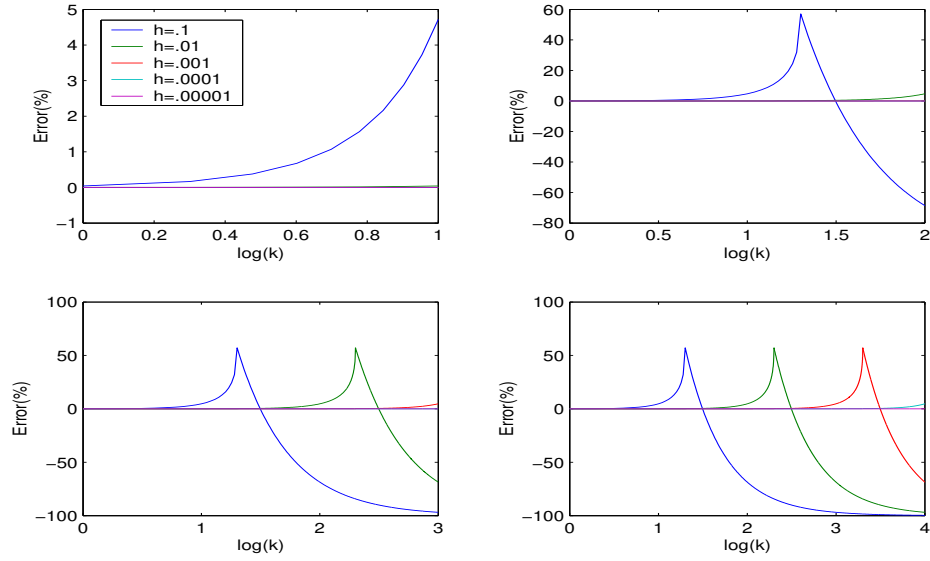 5
4
3
2
1
0
−1
Error(%)
h=.1
h=.01
h=.001
h=.0001
h=.00001
0 0.2 0.4 0.6 0.8 1
log(k)
60
40
20
0
−20
−40
−60
−80
Error(%)
0 0.5 1 1.5 2
log(k)
100
50
0
−50
−100
Error(%)
0 1 2 3
log(k)
100
50
0
−50
−100
Error(%)
0 1 2 3 4
log(k)